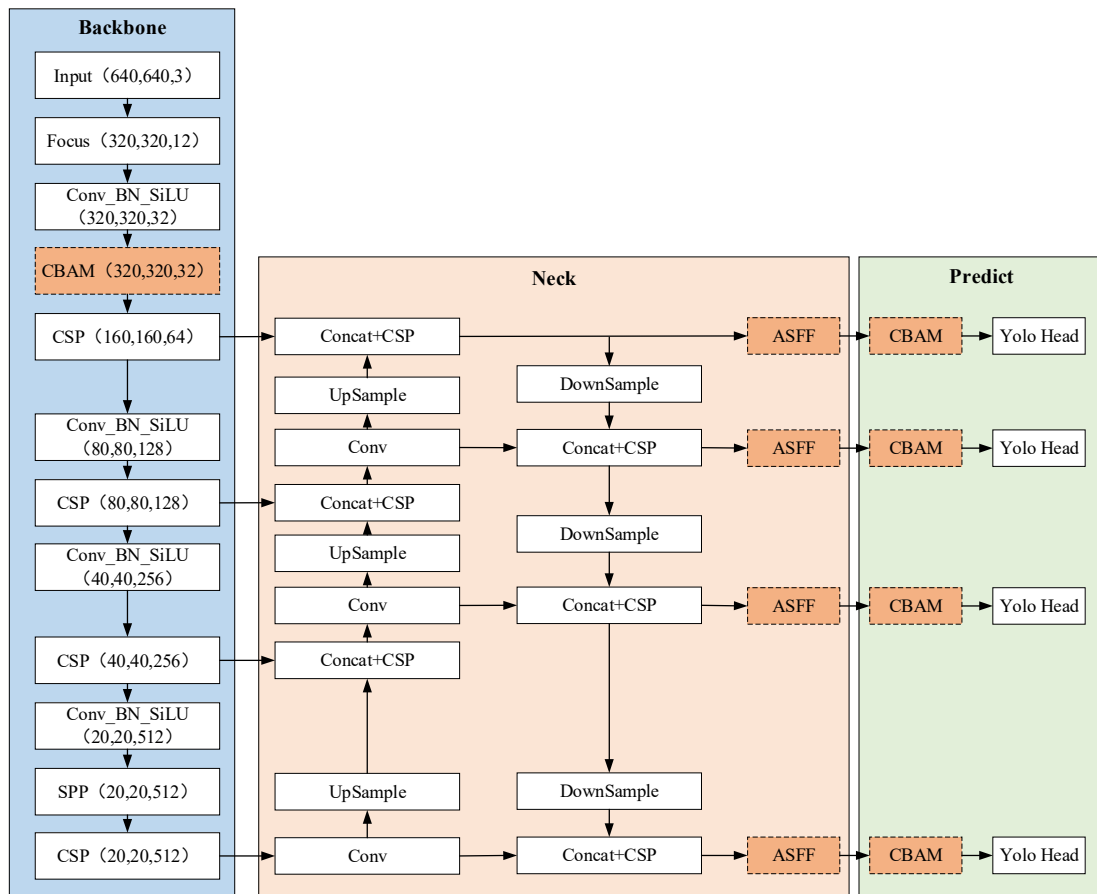 Backbone
Input（640,640,3）
Focus（320,320,12）
Conv_BN_SiLU
（320,320,32）
CBAM（320,320,32）
CSP（160,160,64）
Conv_BN_SiLU
（80,80,128）
CSP（80,80,128）
Conv_BN_SiLU
（40,40,256）
CSP（40,40,256）
Conv_BN_SiLU
（20,20,512）
SPP（20,20,512）
CSP（20,20,512）
Neck
Concat+CSP
UpSample
Conv
Concat+CSP
UpSample
Conv
Concat+CSP
UpSample
Conv
DownSample
Concat+CSP
DownSample
Concat+CSP
DownSample
Concat+CSP
ASFF
ASFF
ASFF
ASFF
Predict
CBAM
Yolo Head
CBAM
Yolo Head
CBAM
Yolo Head
CBAM
Yolo Head